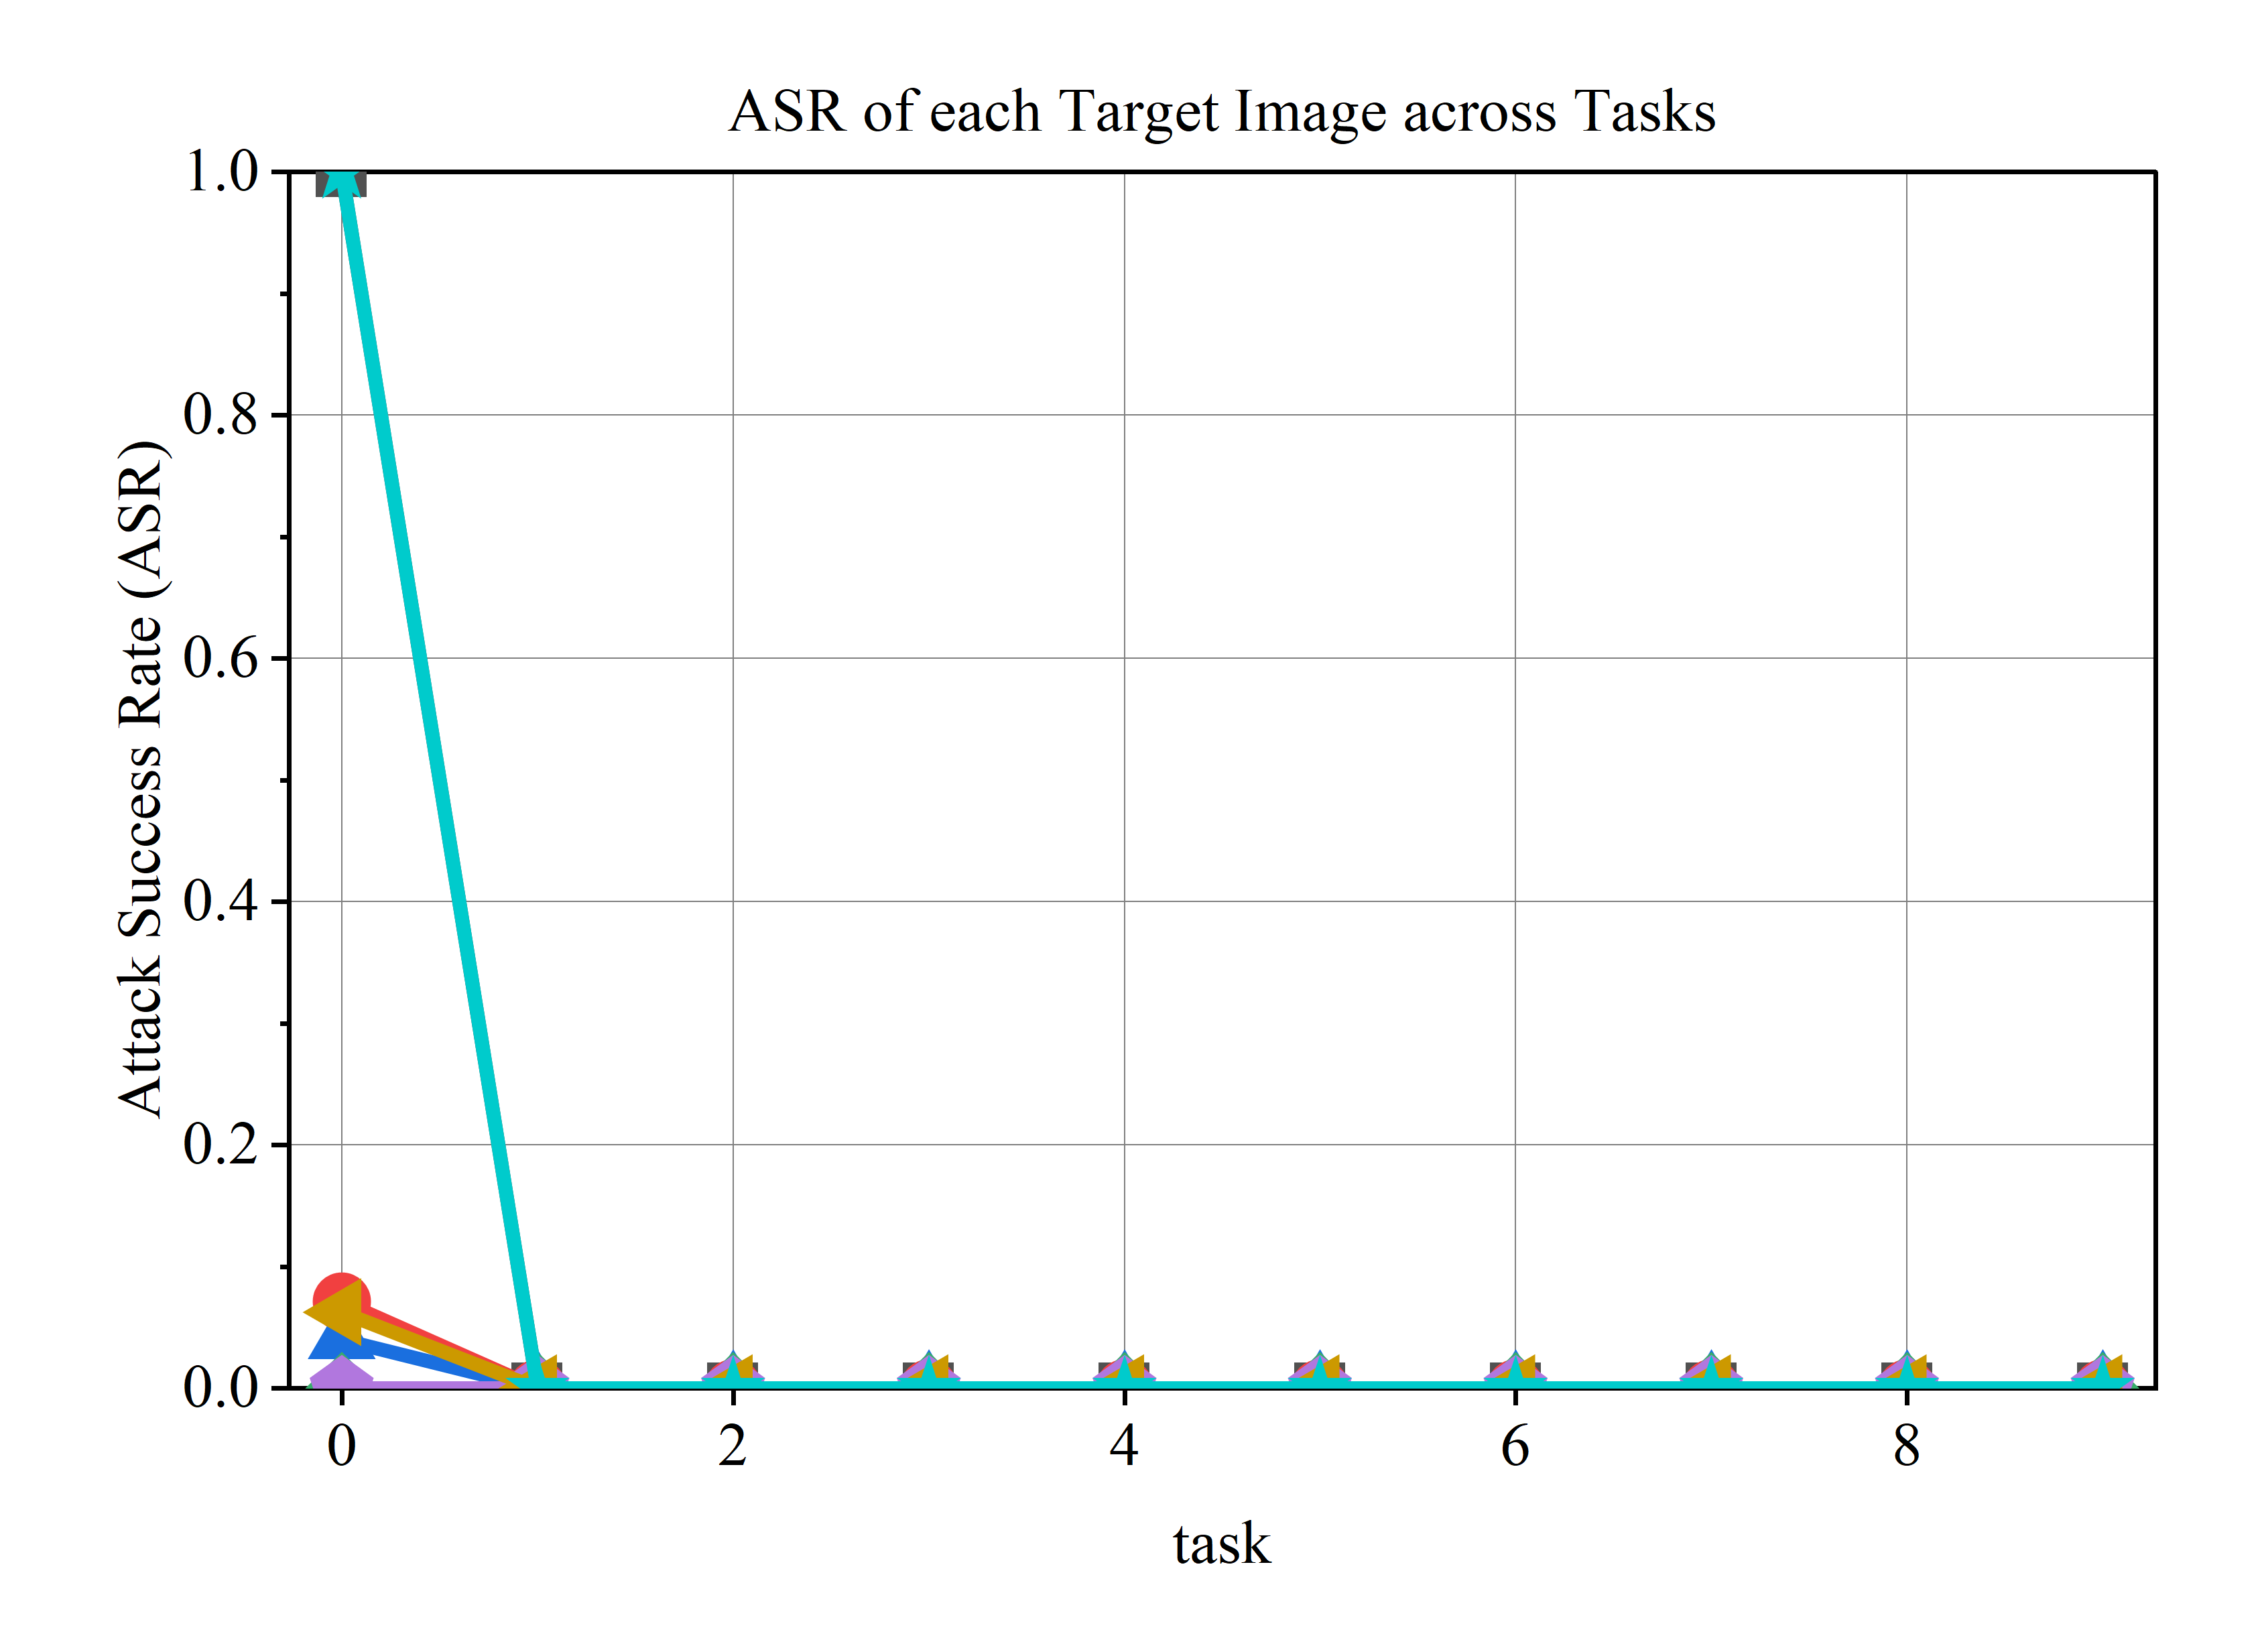 ASR of each Target Image across Tasks
1.0
0.8
0.6
0.4
0.2
0.0
Attack Success Rate (ASR)
0 2 4 6 8
task